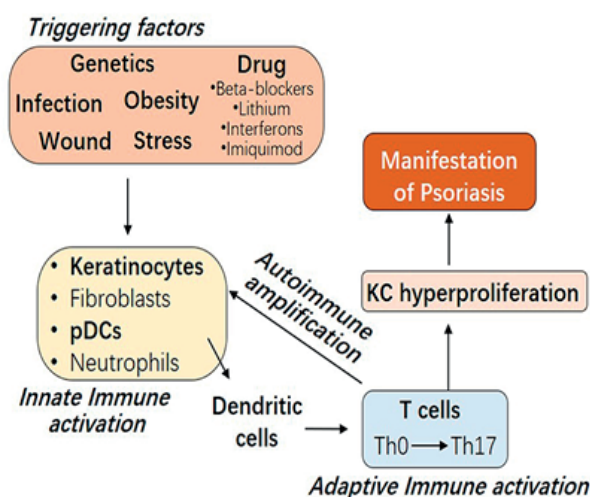 Triggering factors
Genetics
Infection Obesity
Wound Stress
Drug
•Beta-blockers
•Lithium
•Interferons
•Imiquimod
• Keratinocytes
• Fibroblasts
• pDCs
• Neutrophils
Innate Immune
activation
Dendritic
cells
Autoimmune
amplification
T cells
Th0 → Th17
Adaptive Immune activation
KC hyperproliferation
Manifestation
of Psoriasis